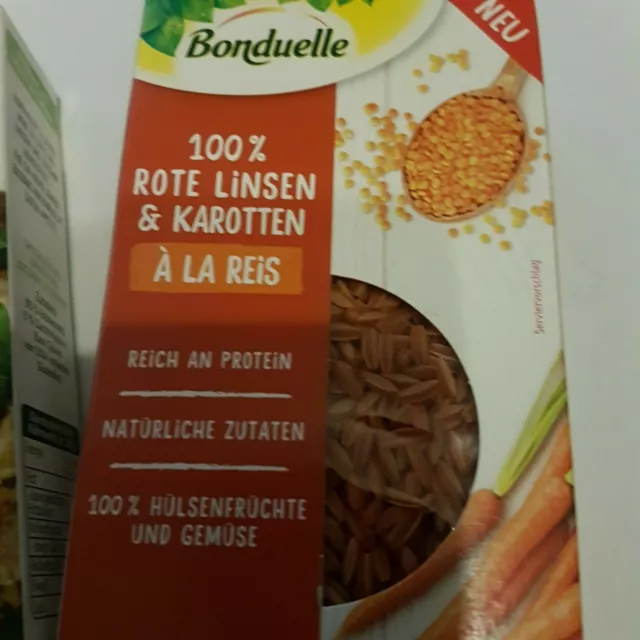 Bonduelle
NEU
100 %
ROTE LINSEN
& KAROTTEN
À LA REIS
REICH AN PROTEIN
NATÜRLICHE ZUTATEN
100 % HÜLSENFRÜCHTE
UND GEMÜSE
Serviervorschlag